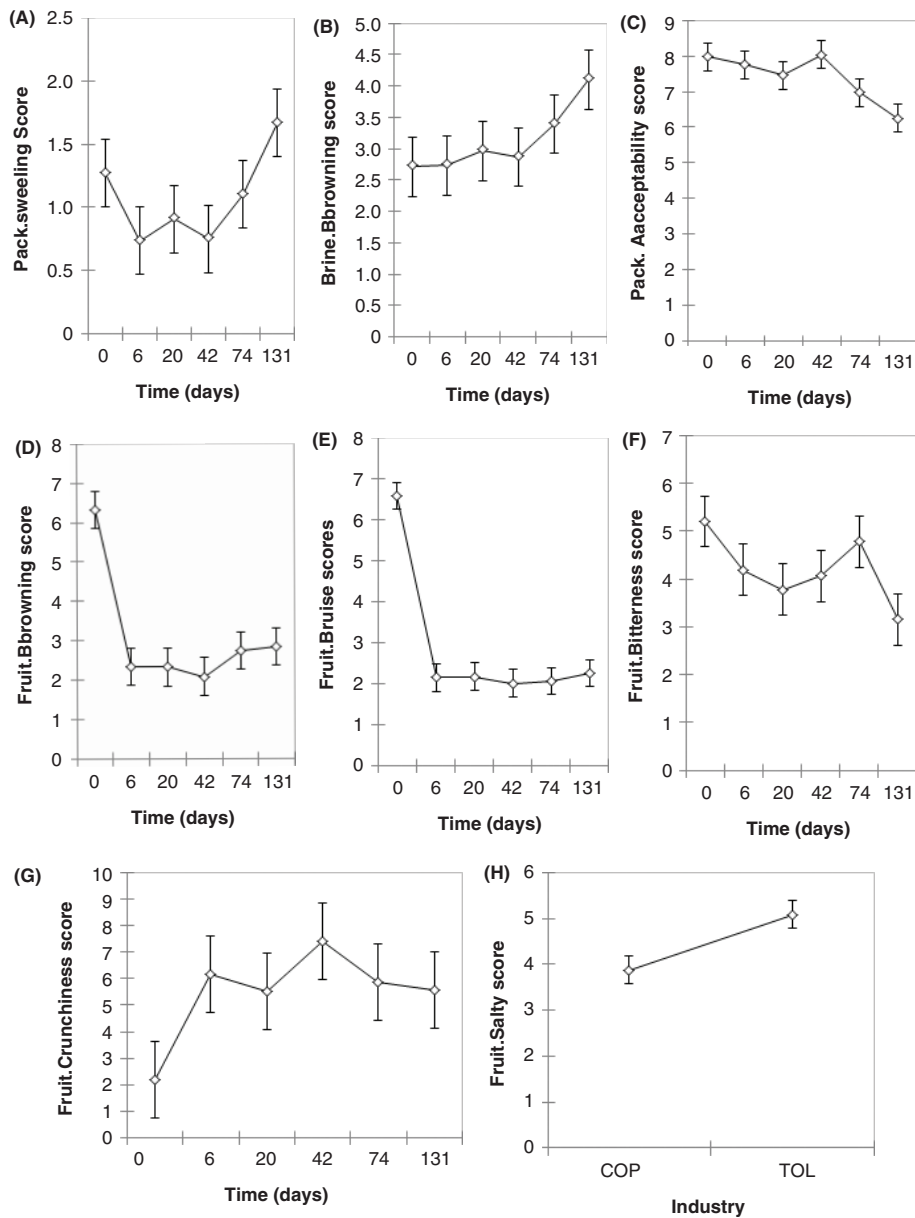 (A)
2.5
2.0
1.5
1.0
0.5
0
Pack.sweeling Score
0 6 20 42 74 131
Time (days)
(B)
5.0
4.5
4.0
3.5
3.0
2.5
2.0
1.5
1.0
0.5
0
Brine.Bbrowning score
0 6 20 42 74 131
Time (days)
(C)
9
8
7
6
5
4
3
2
1
0
Pack. Aacceptability score
0 6 20 42 74 131
Time (days)
(D)
8
7
6
5
4
3
2
1
0
Fruit.Bbrowning score
0 6 20 42 74 131
Time (days)
(E)
8
7
6
5
4
3
2
1
0
Fruit.Bruise scores
0 6 20 42 74 131
Time (days)
(F)
7
6
5
4
3
2
1
0
Fruit.Bitterness score
0 6 20 42 74 131
Time (days)
(G)
10
9
8
7
6
5
4
3
2
1
0
Fruit.Crunchiness score
0 6 20 42 74 131
Time (days)
(H)
6
5
4
3
2
1
0
Fruit.Salty score
COP TOL
Industry